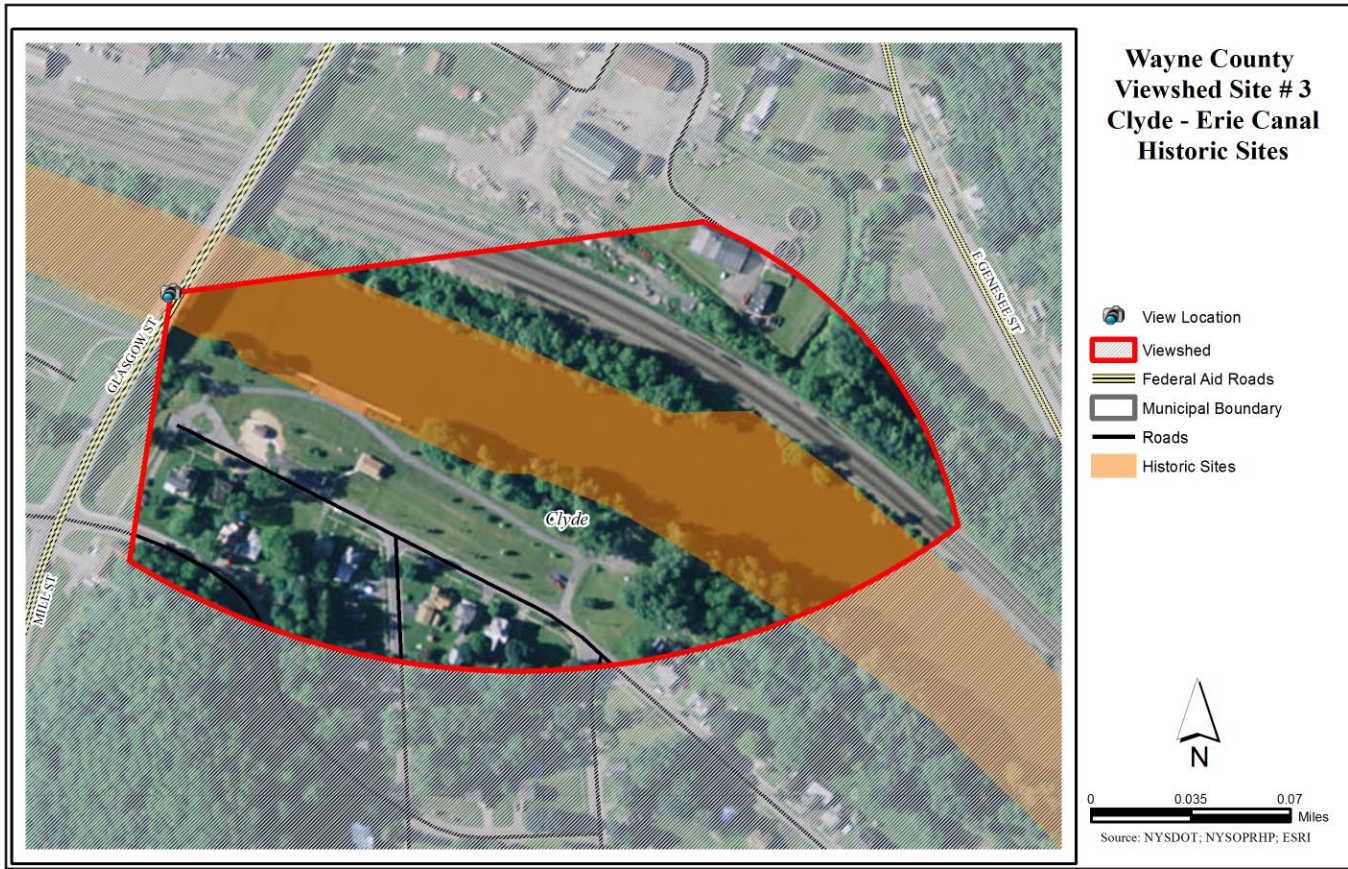 Wayne County
Viewshed Site # 3
Clyde - Erie Canal
Historic Sites
GLASGOW ST
MILL ST
E GENESEE ST
Clyde
View Location
Viewshed
Federal Aid Roads
Municipal Boundary
Roads
Historic Sites
N
0 0.035 0.07
Miles
Source: NYSDOT; NYSOPRHP; ESRI